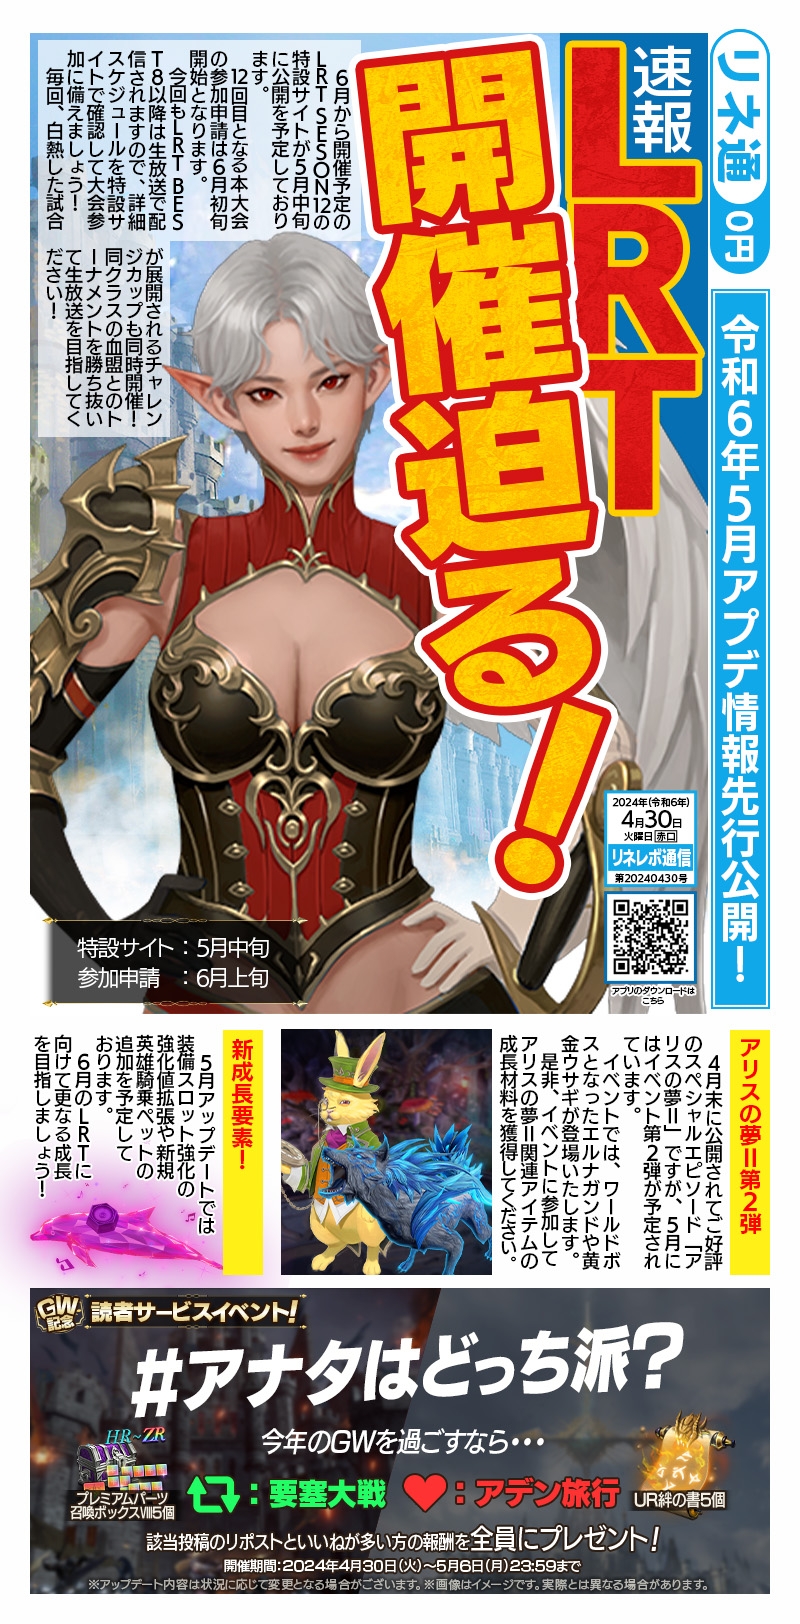 リネ通
0円
令和6年5月アプデ情報先行公開！
速報
LRT
開催迫る！
6月から開催予定の
LRT SESON12の
特設サイトが5月中旬
に公開を予定しており
ます。
12回目となる本大会
の参加申請は6月初旬
開始となります。
今回もLRT BES
T8以降は生放送で配
信されますので、詳細
スケジュールを特設サ
イトで確認して大会参
加に備えましょう！
毎回、白熱した試合
が展開されるチャレン
ジカップも同時開催！
同クラスの血盟とのト
ーナメントを勝ち抜い
て生放送を目指してく
ださい！
2024年(令和6年)
4月30日
火曜日 赤口
リネレボ通信
第20240430号
アプリのダウンロードは
こちら
特設サイト：5月中旬
参加申請　：6月上旬
アリスの夢Ⅱ第2弾
4月末に公開されてご好評
のスペシャルエピソード「ア
リスの夢Ⅱ」ですが、5月に
はイベント第2弾が予定され
ています。
イベントでは、ワールドボ
スとなったエルナガンドや黄
金ウサギが登場いたします。
是非、イベントに参加して
アリスの夢Ⅱ関連アイテムの
成長材料を獲得してください。
新成長要素！
5月アップデートでは
装備スロット強化の
強化値拡張や新規
英雄騎乗ペットの
追加を予定して
おります。
6月のLRTに
向けて更なる成長
を目指しましょう！
GW
記念
読者サービスイベント！
#アナタはどっち派？
今年のGWを過ごすなら・・・
HR~ZR
プレミアムパーツ
召喚ボックスⅧ5個
：要塞大戦
：アデン旅行
UR絆の書5個
該当投稿のリポストといいねが多い方の報酬を全員にプレゼント！
開催期間：2024年4月30日(火)～5月6日(月)23:59まで
※アップデート内容は状況に応じて変更となる場合がございます。※画像はイメージです。実際とは異なる場合があります。